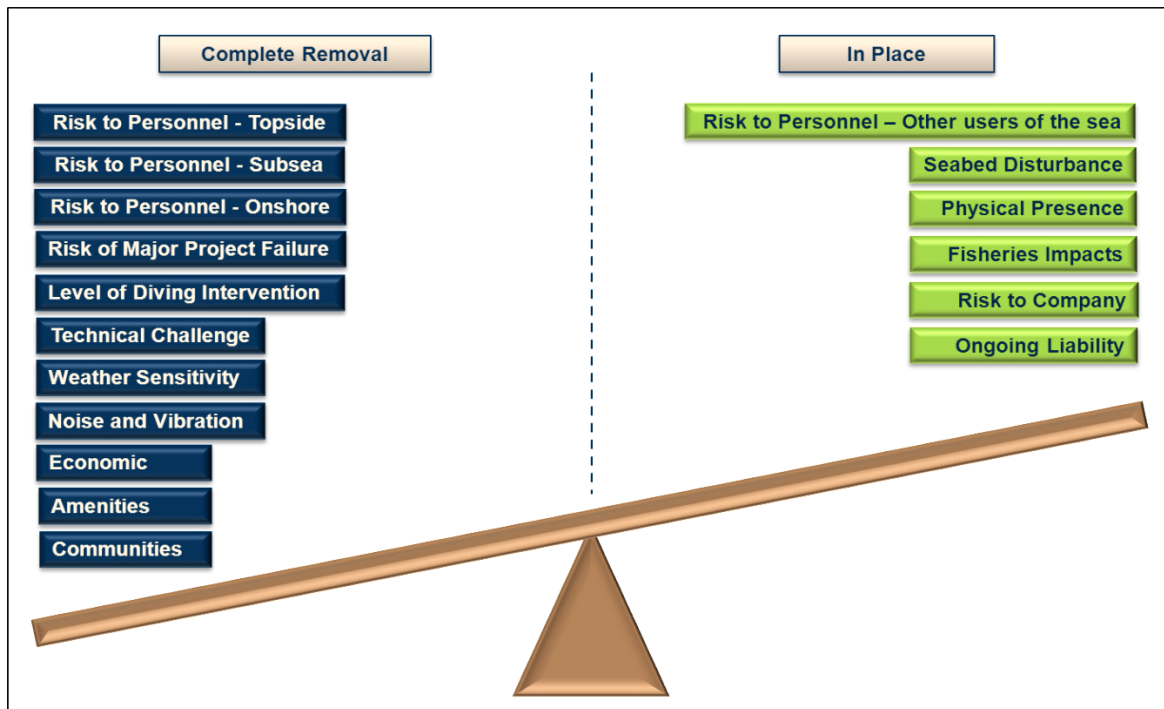 Complete Removal
Risk to Personnel - Topside
Risk to Personnel - Subsea
Risk to Personnel - Onshore
Risk of Major Project Failure
Level of Diving Intervention
Technical Challenge
Weather Sensitivity
Noise and Vibration
Economic
Amenities
Communities
In Place
Risk to Personnel – Other users of the sea
Seabed Disturbance
Physical Presence
Fisheries Impacts
Risk to Company
Ongoing Liability